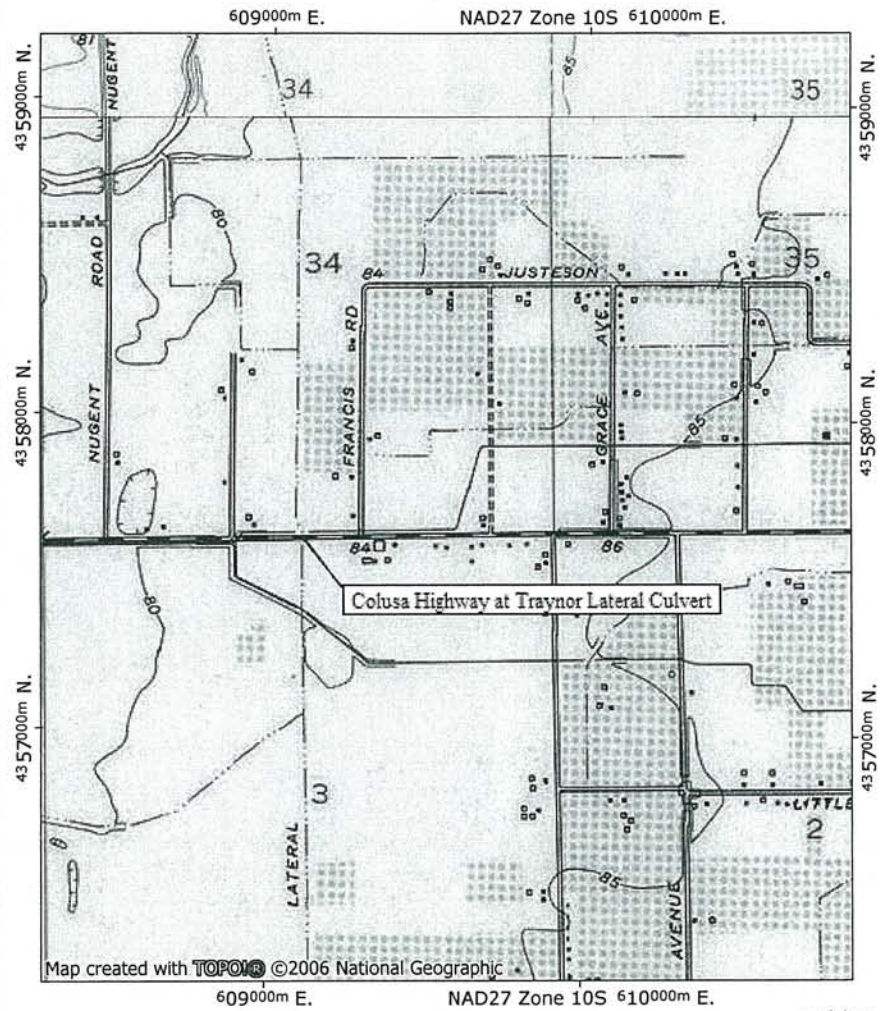 609000m E. NAD27 Zone 10S 610000m E.
4359000m N.
4359000m N.
81
NUGENT
34
85
35
80
34
84
JUSTESON
35
ROAD
FRANCIS RD
GRACE AVE
4358000m N.
4358000m N.
NUGENT
85
84
86
80
Colusa Highway at Traynor Lateral Culvert
4357000m N.
4357000m N.
3
LITTLE
2
LATERAL
85
AVENUE
Map created with TOPO!® ©2006 National Geographic
609000m E. NAD27 Zone 10S 610000m E.